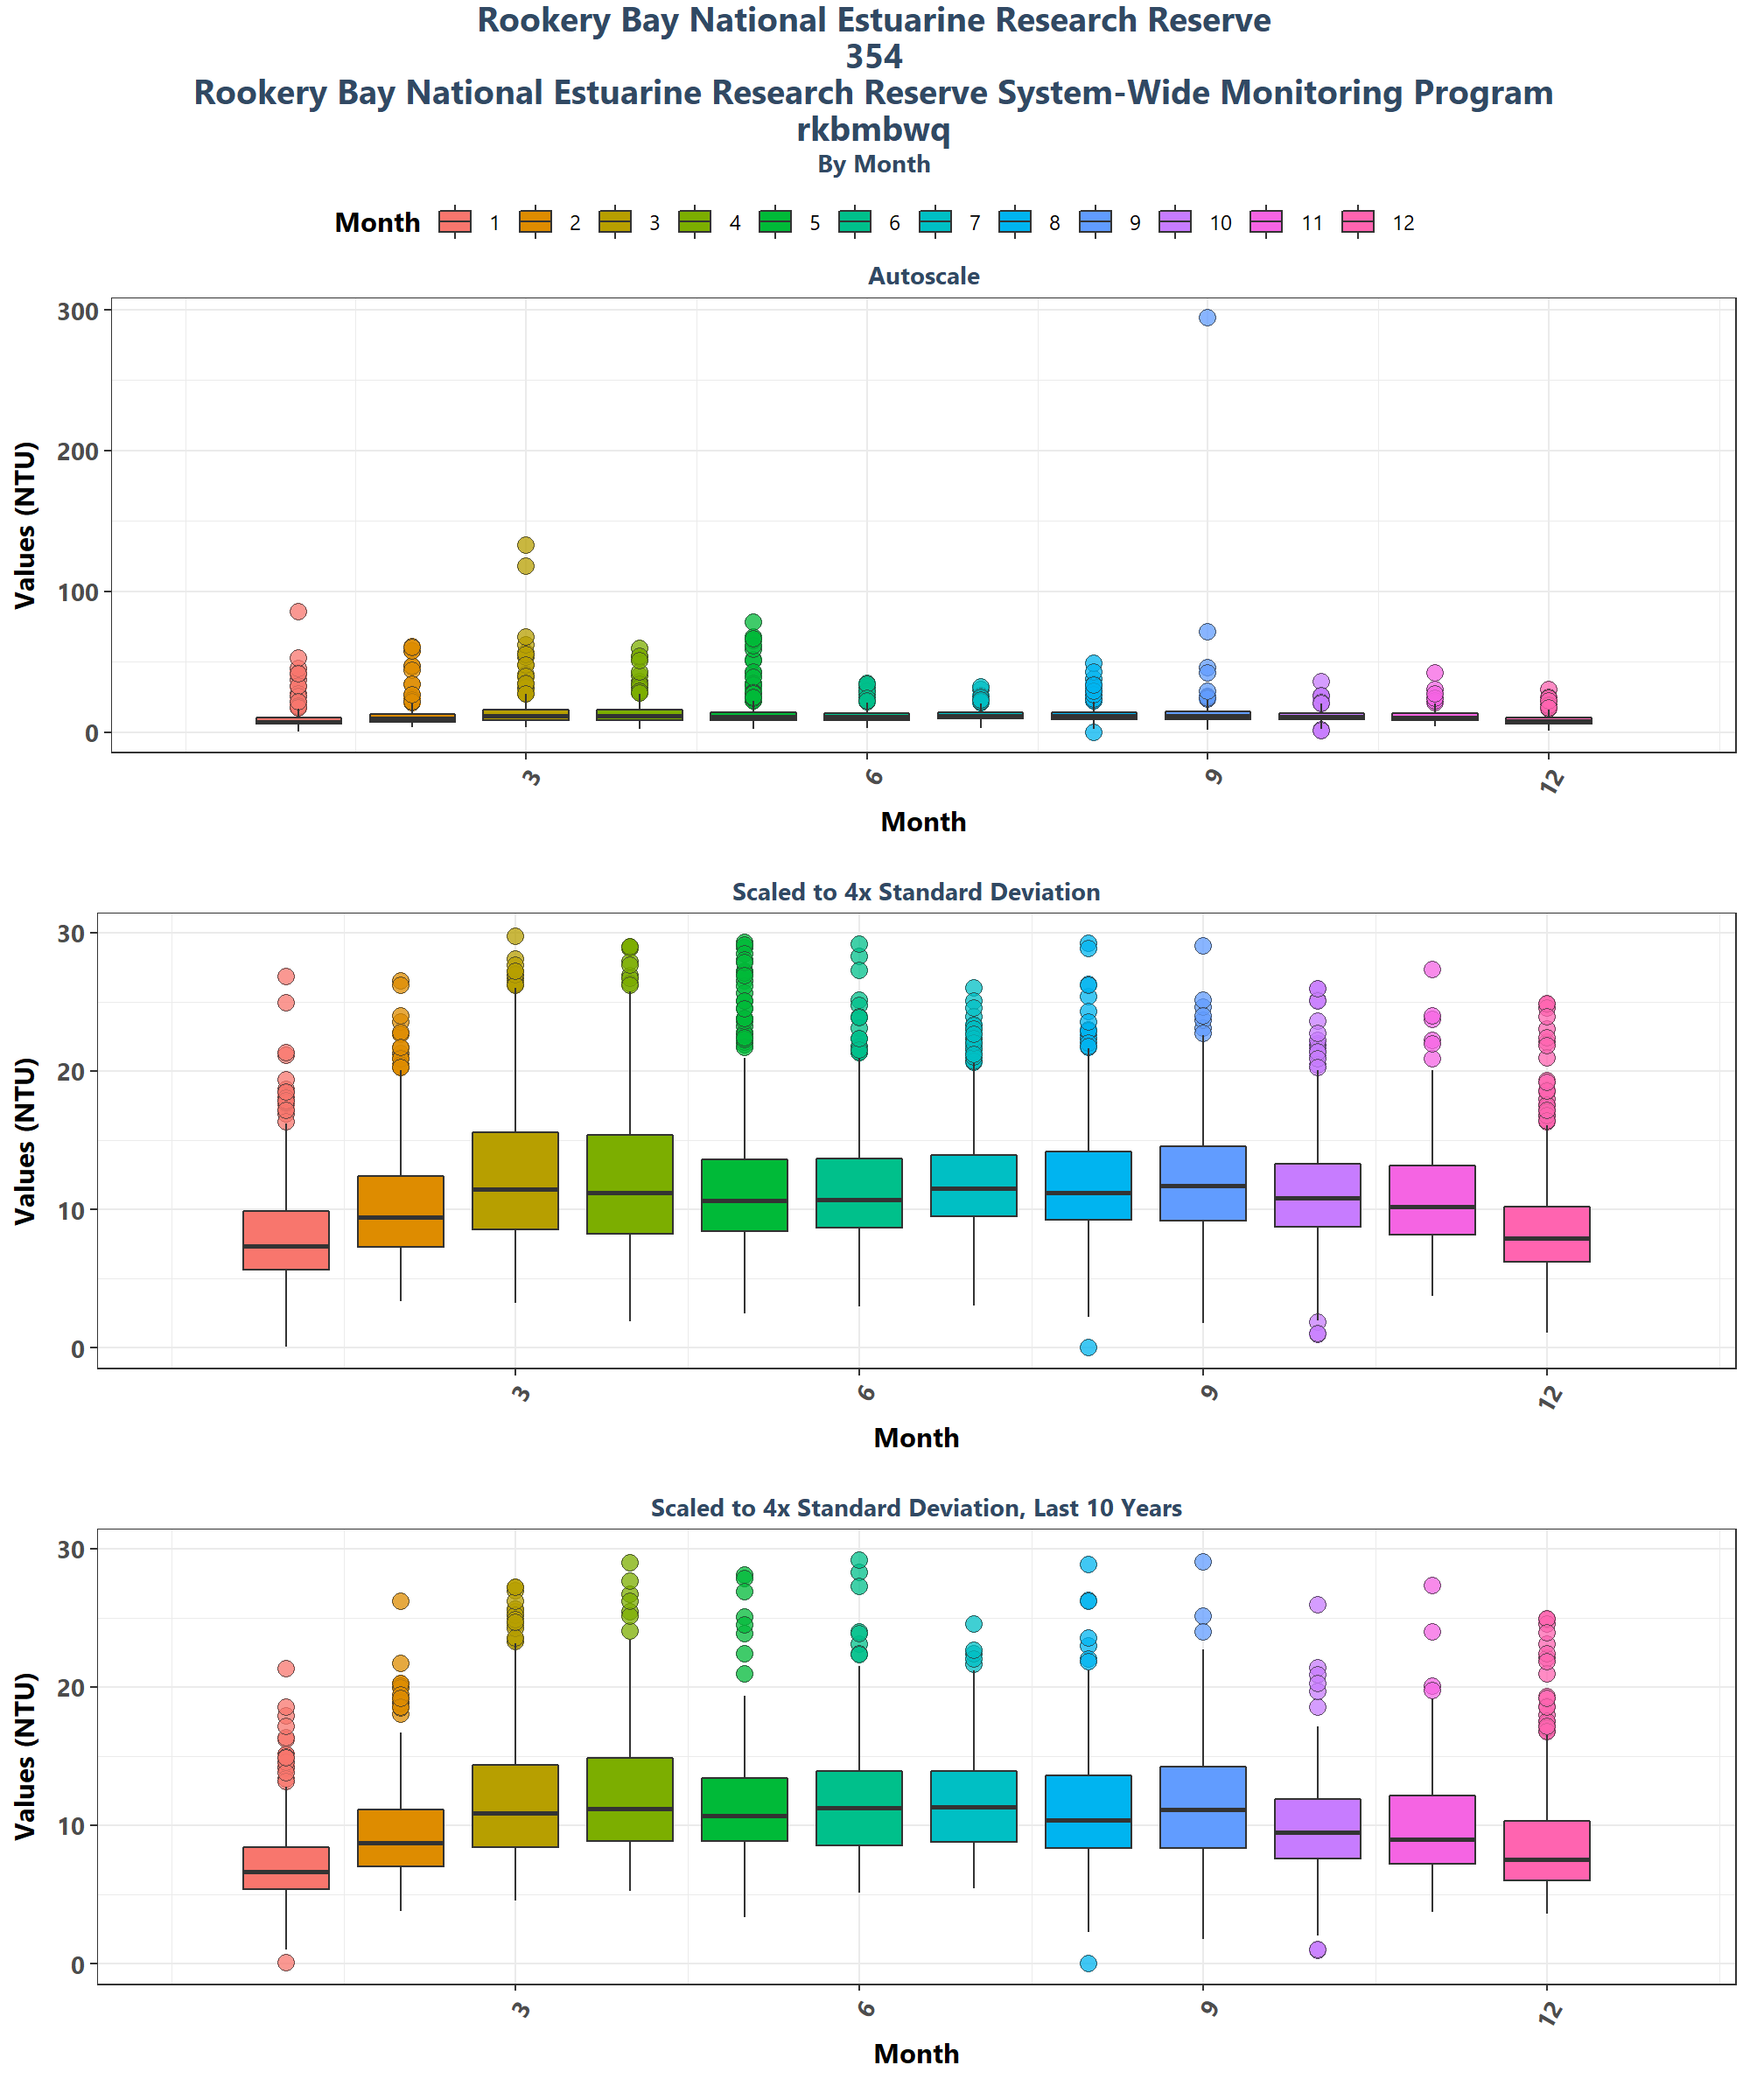 Rookery Bay National Estuarine Research Reserve
354
Rookery Bay National Estuarine Research Reserve System-Wide Monitoring Program
rkbmbwq
By Month
Month 1 2 3 4 5 6 7 8 9 10 11 12
Autoscale
Values (NTU)
300
200
100
0
3 6 9 12
Month
Scaled to 4x Standard Deviation
Values (NTU)
30
20
10
0
3 6 9 12
Month
Scaled to 4x Standard Deviation, Last 10 Years
Values (NTU)
30
20
10
0
3 6 9 12
Month